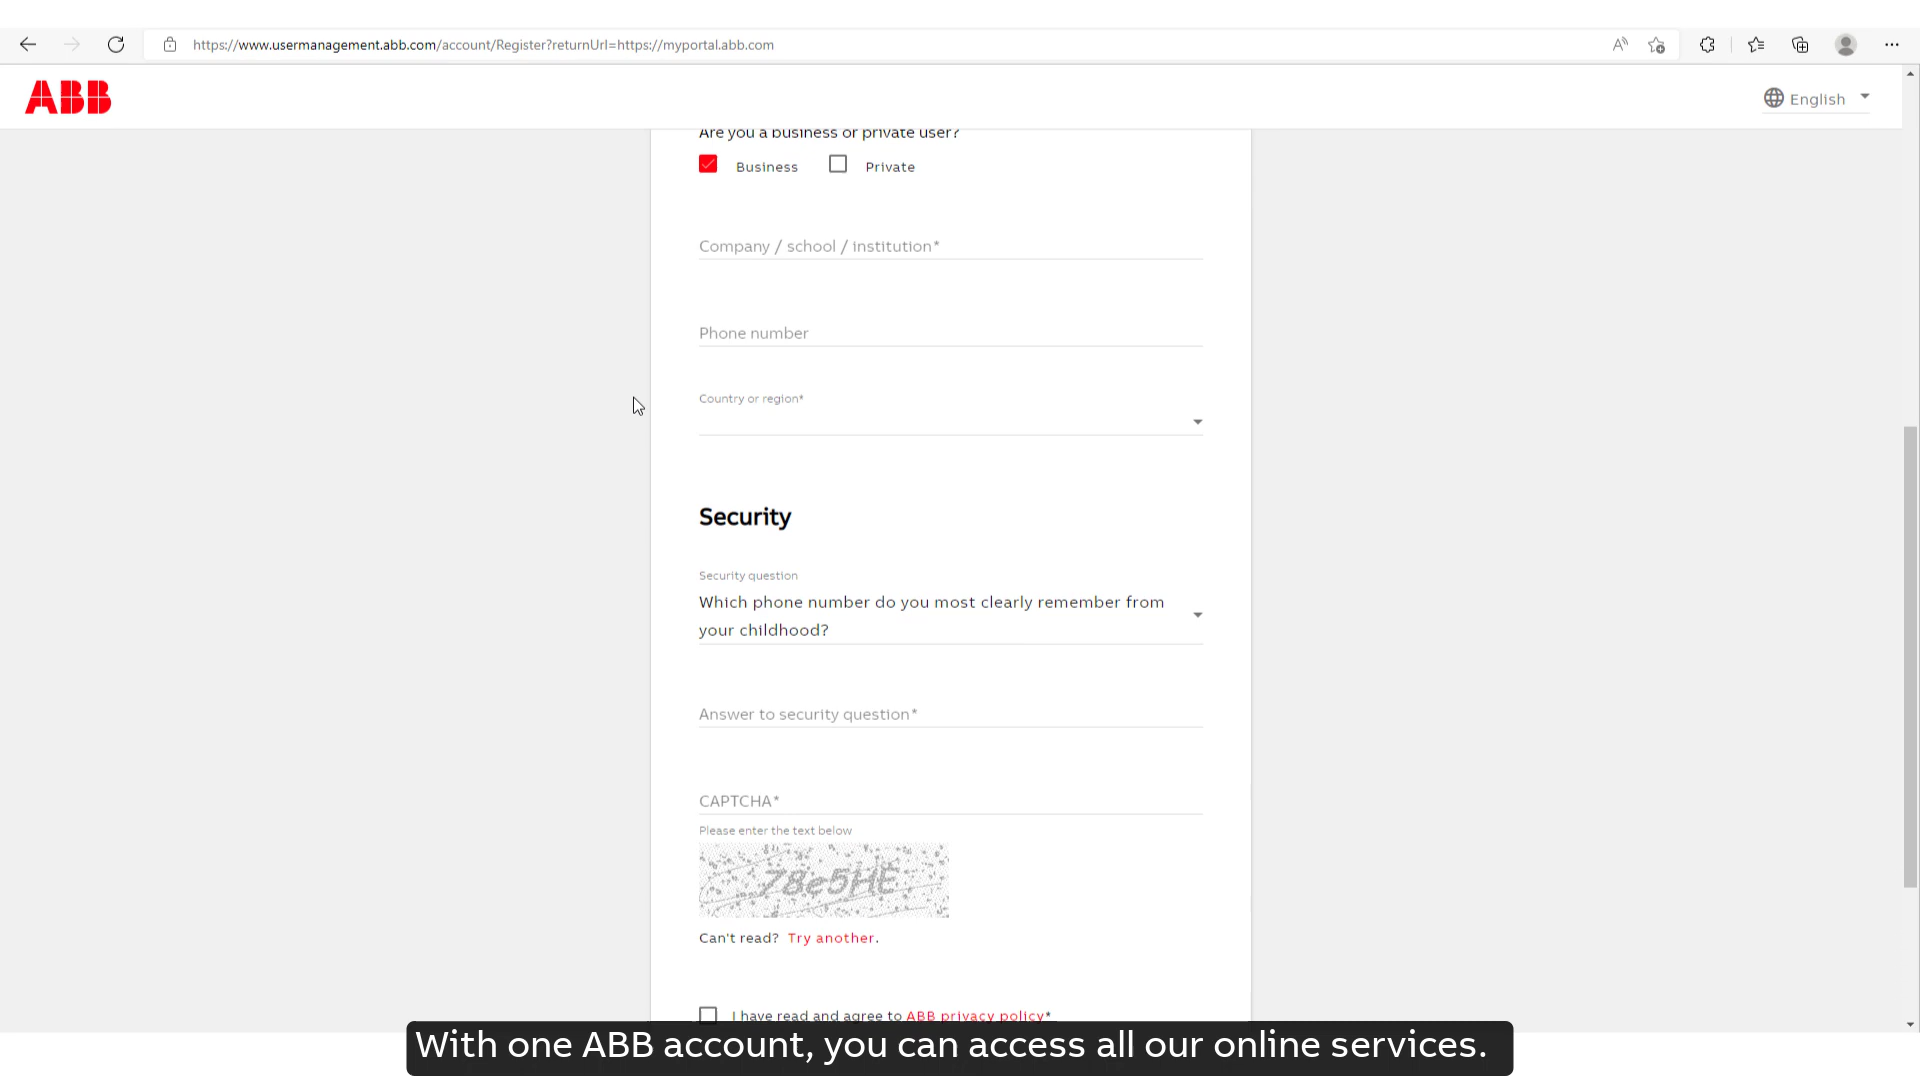 https://www.usermanagement.abb.com/account/Register?returnUrl=https://myportal.abb.com
ABB
English
Are you a business or private user?
Business
Private
Company / school / institution*
Phone number
Country or region*
Security
Security question
Which phone number do you most clearly remember from
your childhood?
Answer to security question*
CAPTCHA*
Please enter the text below
78e5HE
Can't read? Try another.
I have read and agree to ABB privacy policy*
With one ABB account, you can access all our online services.